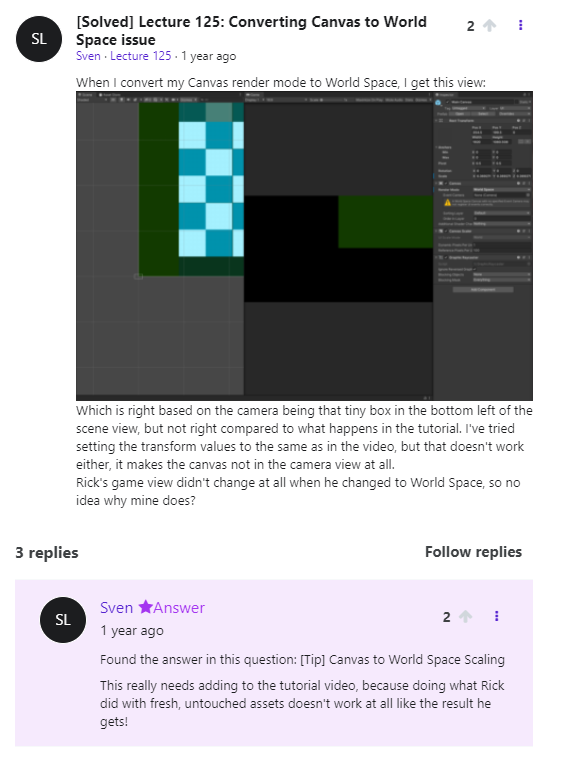 SL
[Solved] Lecture 125: Converting Canvas to World
Space issue
2
Sven · Lecture 125 · 1 year ago
When I convert my Canvas render mode to World Space, I get this view:
Which is right based on the camera being that tiny box in the bottom left of the
scene view, but not right compared to what happens in the tutorial. I've tried
setting the transform values to the same as in the video, but that doesn't work
either, it makes the canvas not in the camera view at all.
Rick's game view didn't change at all when he changed to World Space, so no
idea why mine does?
3 replies
Follow replies
SL
Sven ★Answer
2
1 year ago
Found the answer in this question: [Tip] Canvas to World Space Scaling
This really needs adding to the tutorial video, because doing what Rick
did with fresh, untouched assets doesn't work at all like the result he
gets!